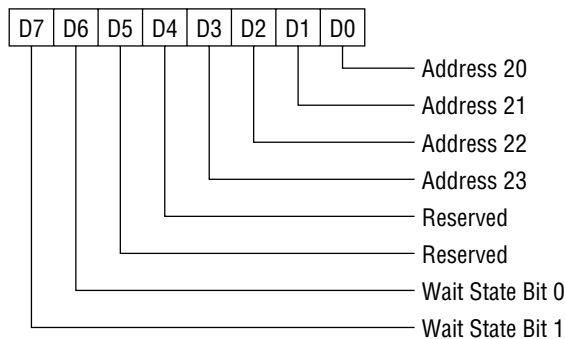 D7 D6 D5 D4 D3 D2 D1 D0
Address 20
Address 21
Address 22
Address 23
Reserved
Reserved
Wait State Bit 0
Wait State Bit 1